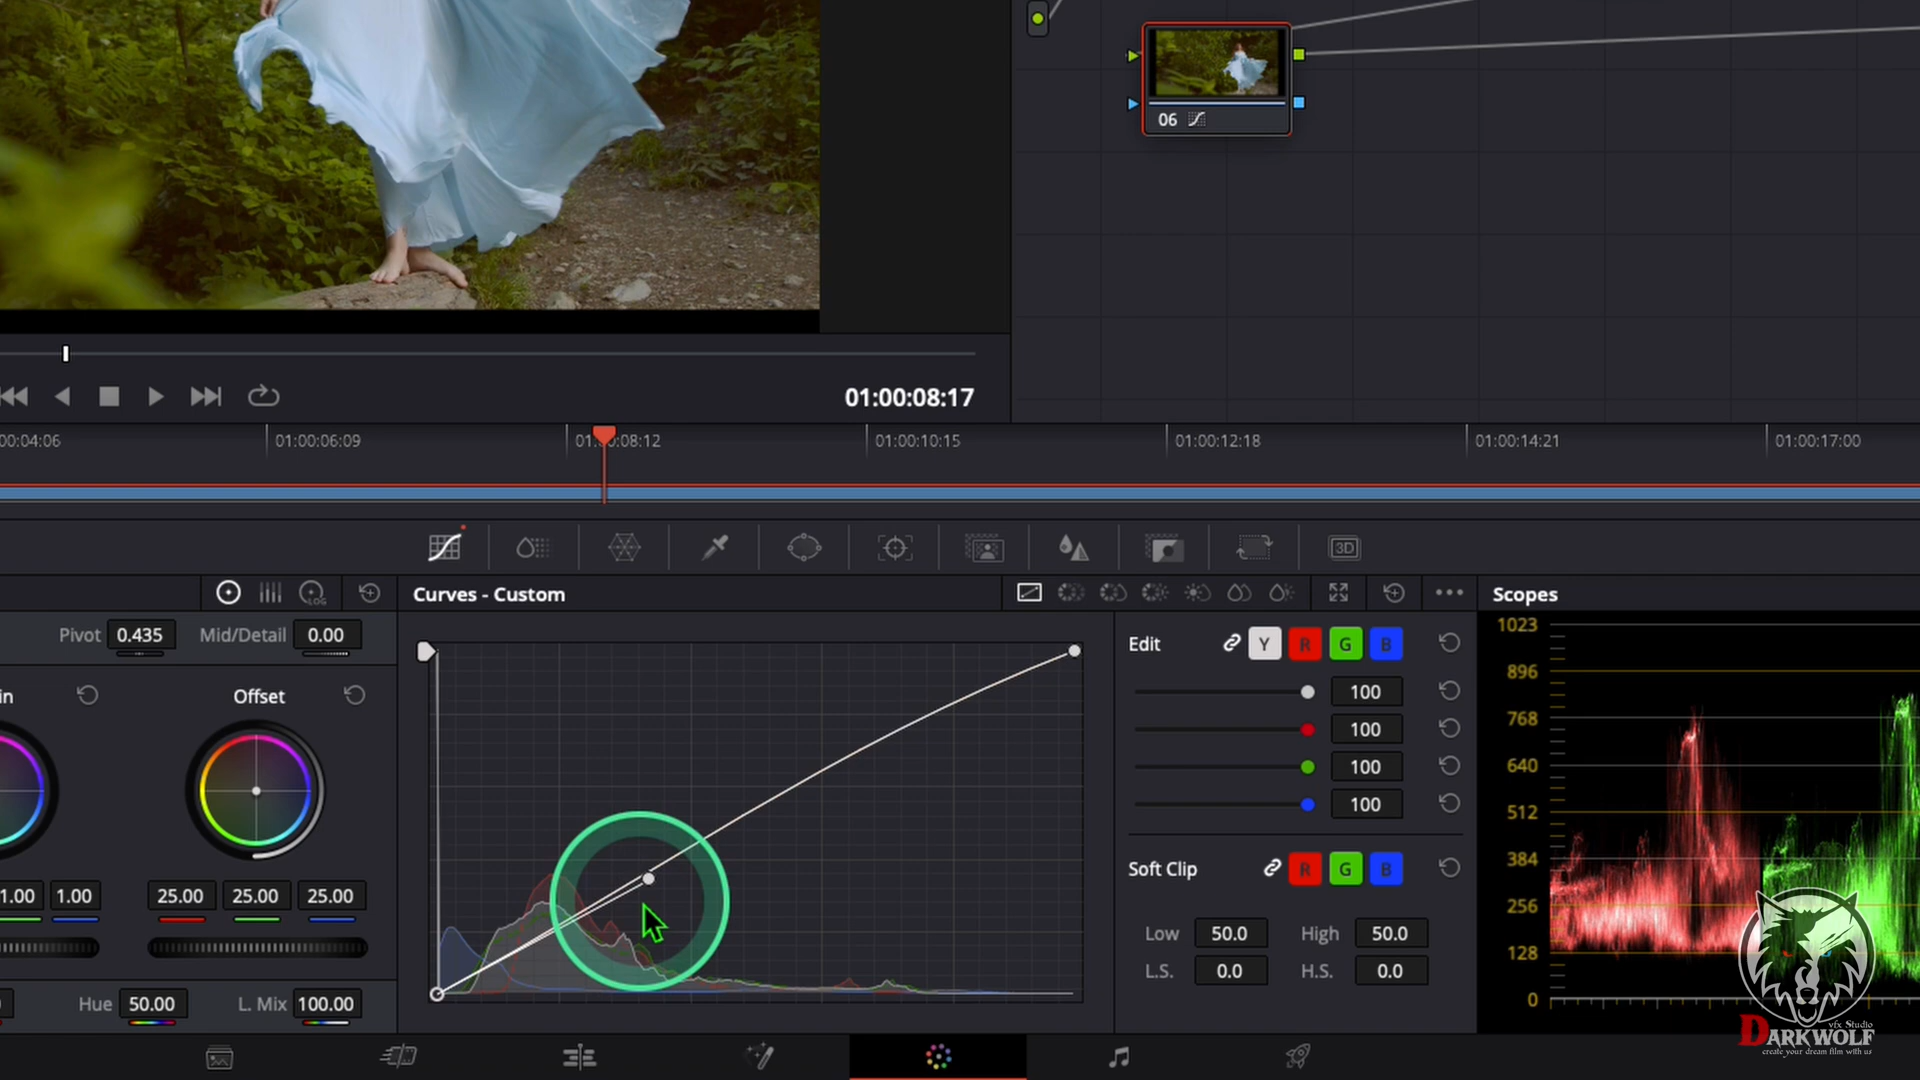 06
01:00:08:17
00:04:06
01:00:06:09
01:00:08:12
01:00:10:15
01:00:12:18
01:00:14:21
01:00:17:00
LOG
3D
Curves - Custom
Scopes
Pivot 0.435 Mid/Detail 0.00
in
Offset
1.00 1.00 25.00 25.00 25.00
Hue 50.00 L. Mix 100.00
Edit Y R G B
100
100
100
100
Soft Clip R G B
Low 50.0 High 50.0
L.S. 0.0 H.S. 0.0
1023
896
768
640
512
384
256
128
0
vfx Studio
DARKWOLF
create your dream film with us